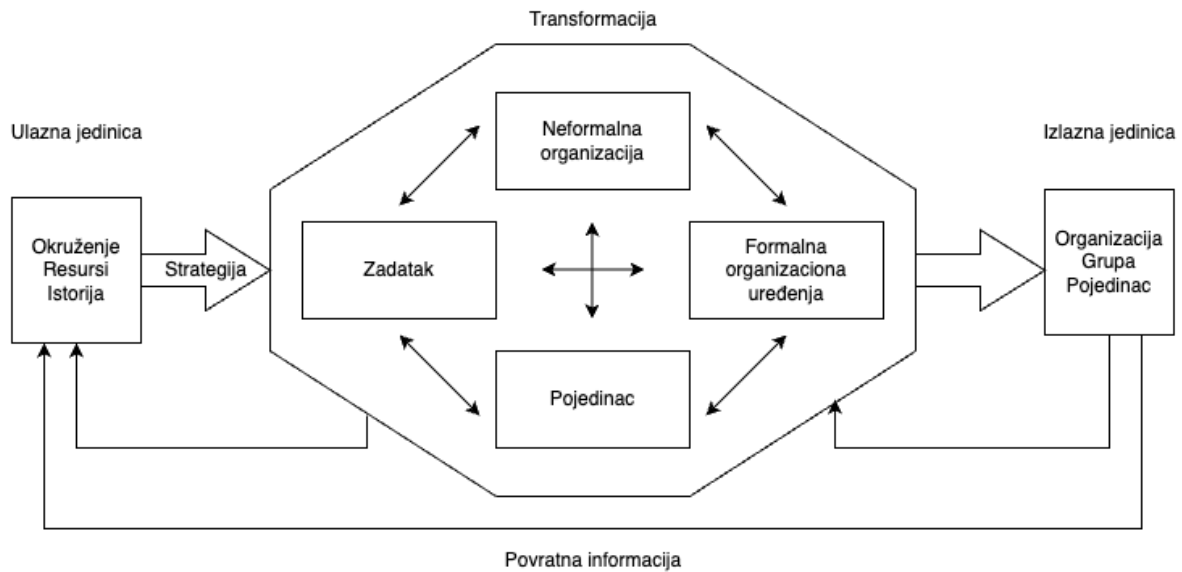 Transformacija
Ulazna jedinica
Izlazna jedinica
Neformalna
organizacija
Okruženje
Resursi
Istorija
Strategija
Zadatak
Formalna
organizaciona
uređenja
Organizacija
Grupa
Pojedinac
Pojedinac
Povratna informacija